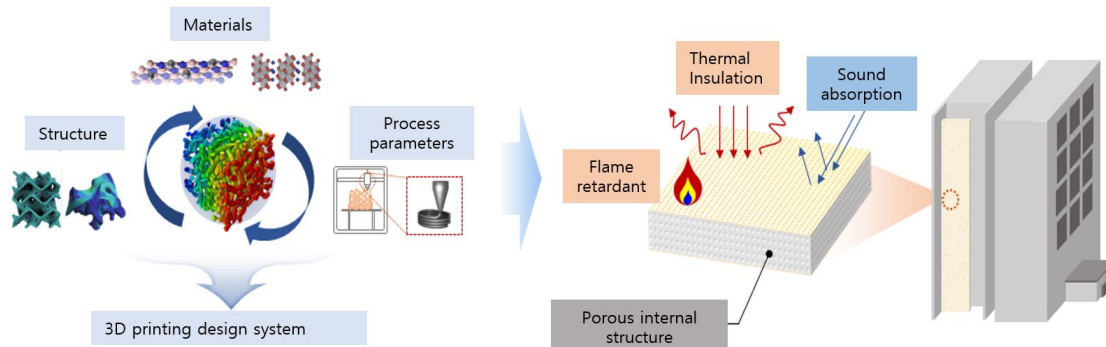 Materials
Structure
Process
parameters
3D printing design system
Thermal
Insulation
Sound
absorption
Flame
retardant
Porous internal
structure